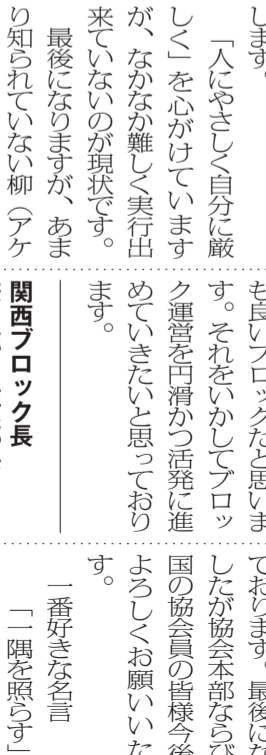 します。
「人にやさしく自分に厳
しく」を心がけています
が、なかなか難しく実行出
来ていないのが現状です。
最後になりますが、あま
り知られていない柳（アケ
も良いブロックだと思いま
す。それをいかしてブロッ
ク運営を円滑かつ活発に進
めていきたいと思っており
ます。
関西ブロック長
ております。最後にな
したが協会本部ならび
国の協会員の皆様今後
よろしくお願いいた
す。
一番好きな名言
「一隅を照らす」